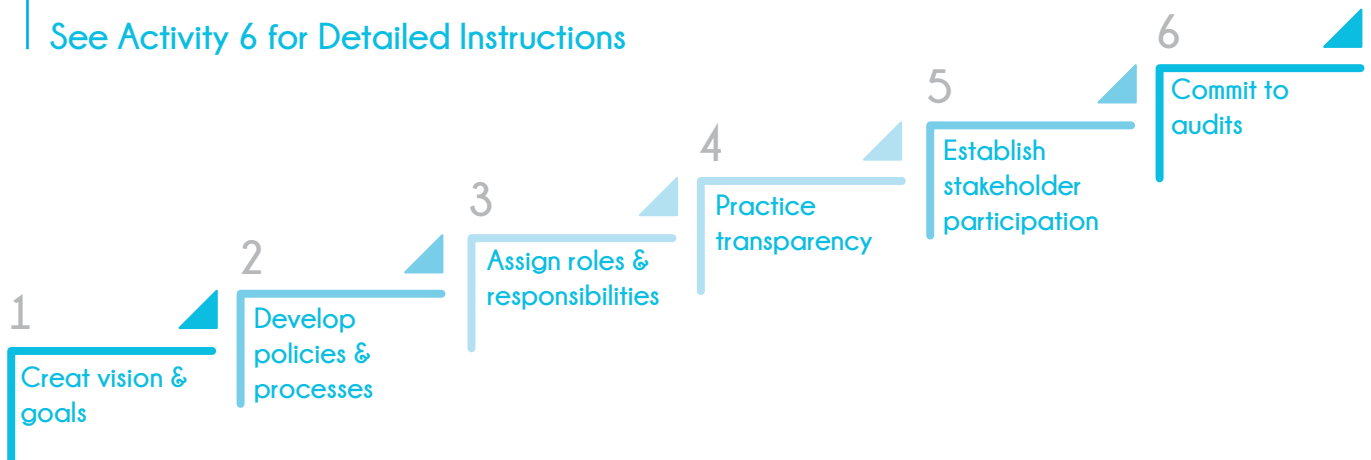 See Activity 6 for Detailed Instructions
1
Creat vision &
goals
2
Develop
policies &
processes
3
Assign roles &
responsibilities
4
Practice
transparency
5
Establish
stakeholder
participation
6
Commit to
audits